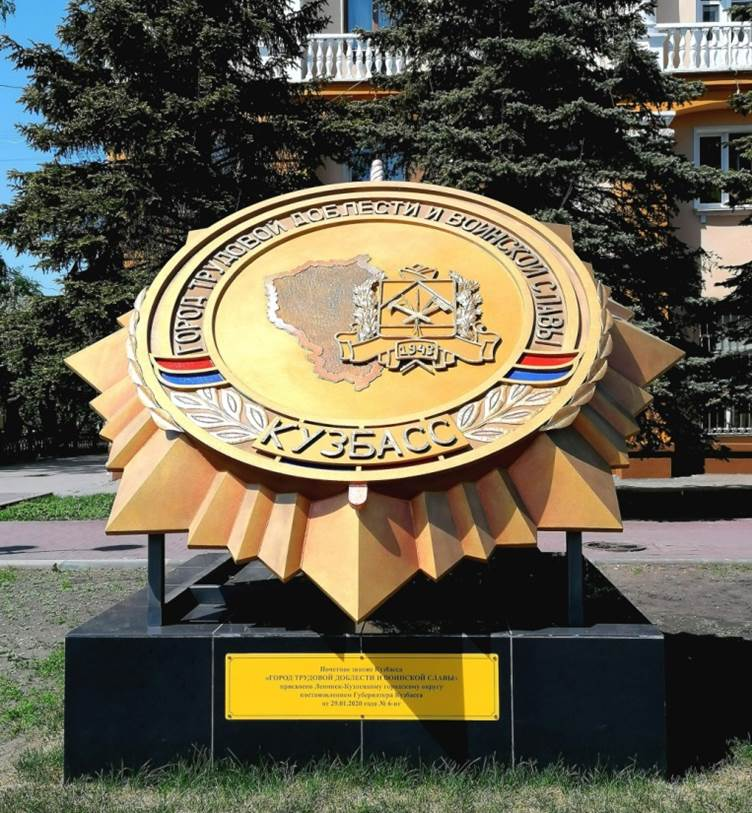 ГОРОД ТРУДОВОЙ ДОБЛЕСТИ И ВОИНСКОЙ СЛАВЫ
1943
КУЗБАСС
Почетное звание Кузбасса
«ГОРОД ТРУДОВОЙ ДОБЛЕСТИ И ВОИНСКОЙ СЛАВЫ»
присвоено Ленинск-Кузнецкому городскому округу
постановлением Губернатора Кузбасса
от 29.01.2020 года № 6-пг